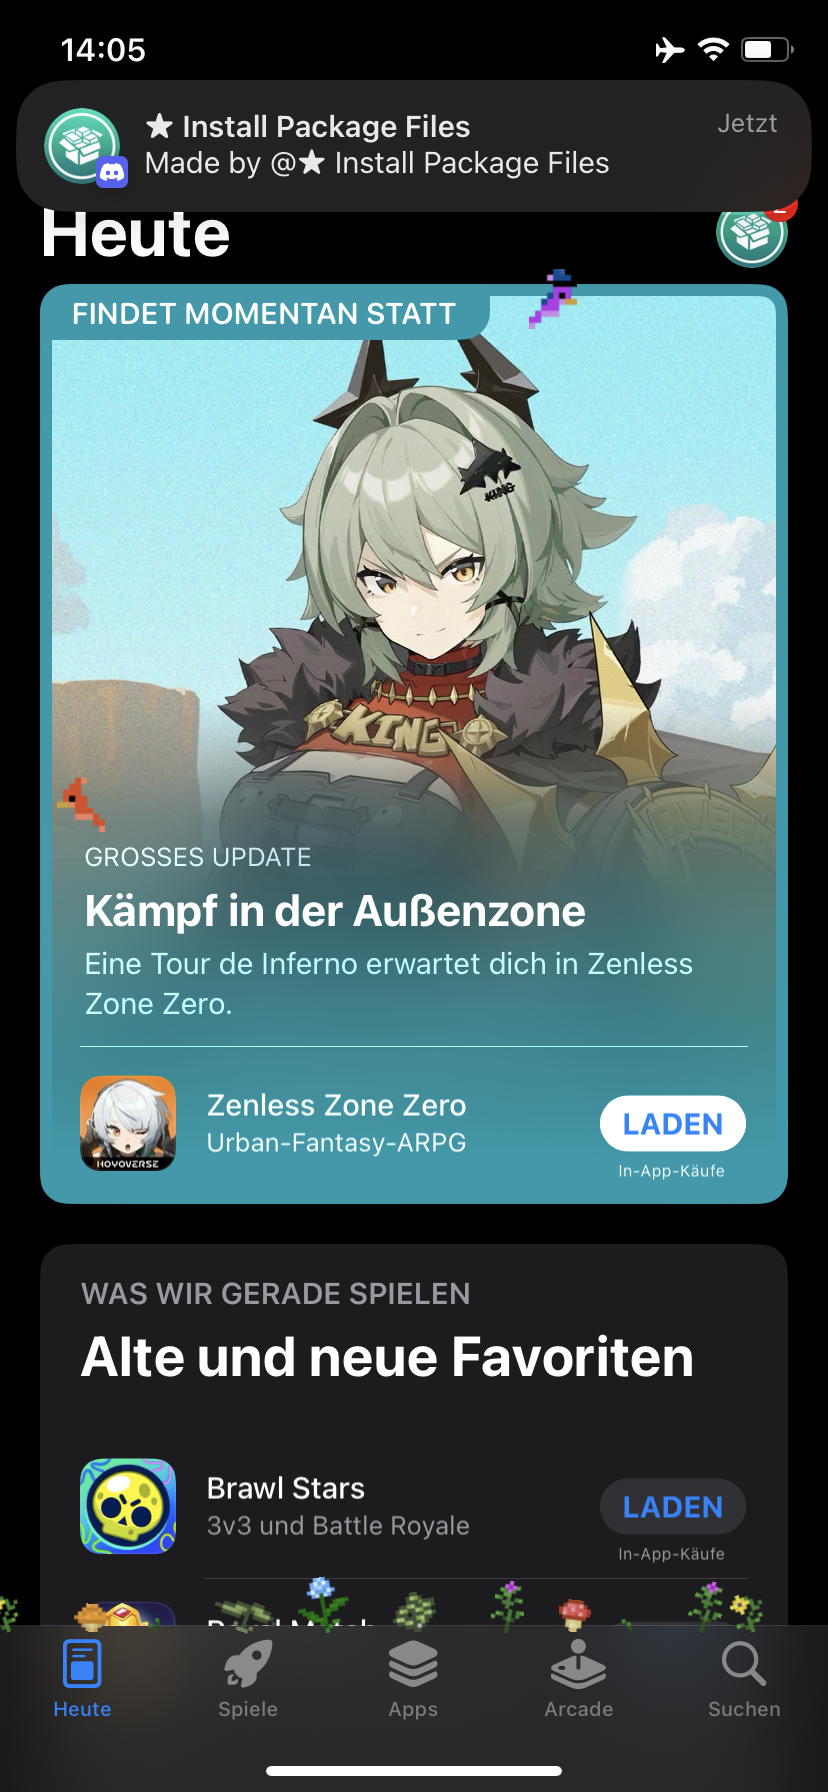 14:05
★ Install Package Files
Jetzt
Made by @★ Install Package Files
Heute
FINDET MOMENTAN STATT
KING
KING
GROSSES UPDATE
Kämpf in der Außenzone
Eine Tour de Inferno erwartet dich in Zenless
Zone Zero.
Zenless Zone Zero
Urban-Fantasy-ARPG
LADEN
In-App-Käufe
HOYOVERSE
WAS WIR GERADE SPIELEN
Alte und neue Favoriten
Brawl Stars
3v3 und Battle Royale
LADEN
In-App-Käufe
Heute
Spiele
Apps
Arcade
Suchen